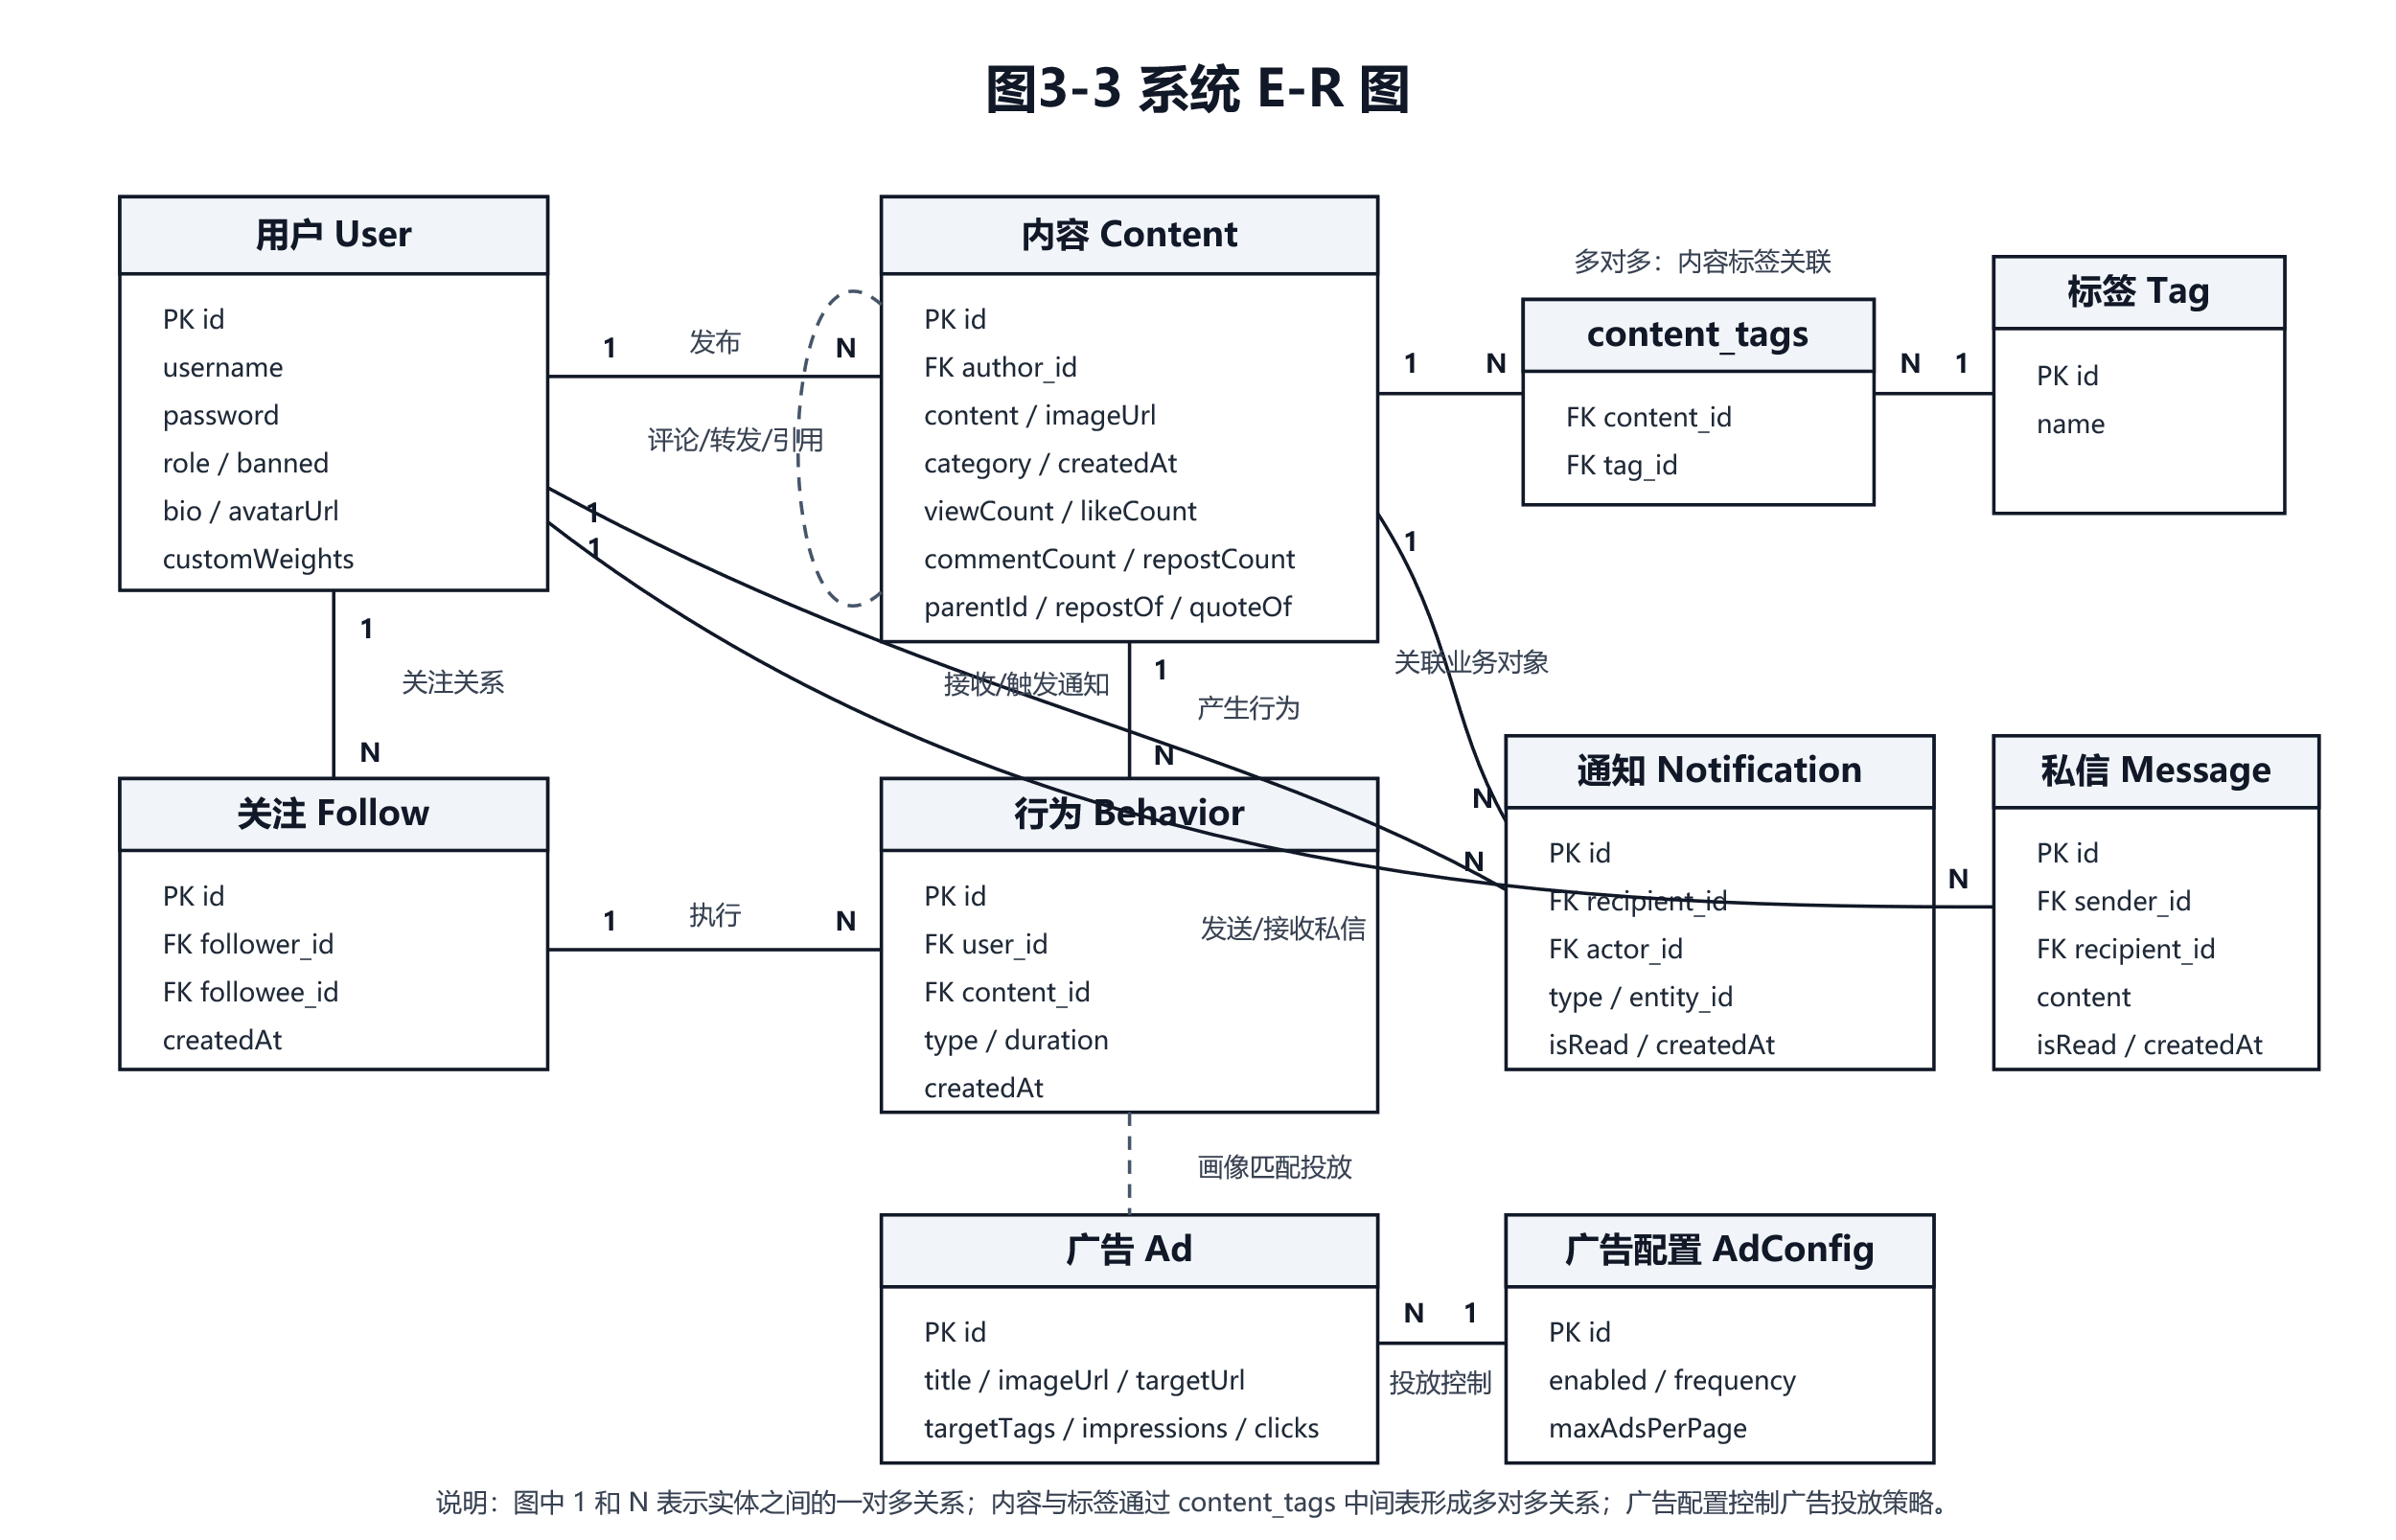 图3-3 系统 E-R 图
用户 User
PK id
username
password
role / banned
bio / avatarUrl
customWeights
1
发布
N
评论/转发/引用
内容 Content
PK id
FK author_id
content / imageUrl
category / createdAt
viewCount / likeCount
commentCount / repostCount
parentId / repostOf / quoteOf
多对多：内容标签关联
1
N
content_tags
FK content_id
FK tag_id
N
1
标签 Tag
PK id
name
1
1
1
1
关注关系
N
接收/触发通知
1
产生行为
N
关联业务对象
N
N
N
关注 Follow
PK id
FK follower_id
FK followee_id
createdAt
1
执行
N
行为 Behavior
PK id
FK user_id
FK content_id
type / duration
createdAt
发送/接收私信
通知 Notification
PK id
FK recipient_id
FK actor_id
type / entity_id
isRead / createdAt
私信 Message
PK id
FK sender_id
FK recipient_id
content
isRead / createdAt
画像匹配投放
广告 Ad
PK id
title / imageUrl / targetUrl
targetTags / impressions / clicks
N
1
投放控制
广告配置 AdConfig
PK id
enabled / frequency
maxAdsPerPage
说明：图中 1 和 N 表示实体之间的一对多关系；内容与标签通过 content_tags 中间表形成多对多关系；广告配置控制广告投放策略。